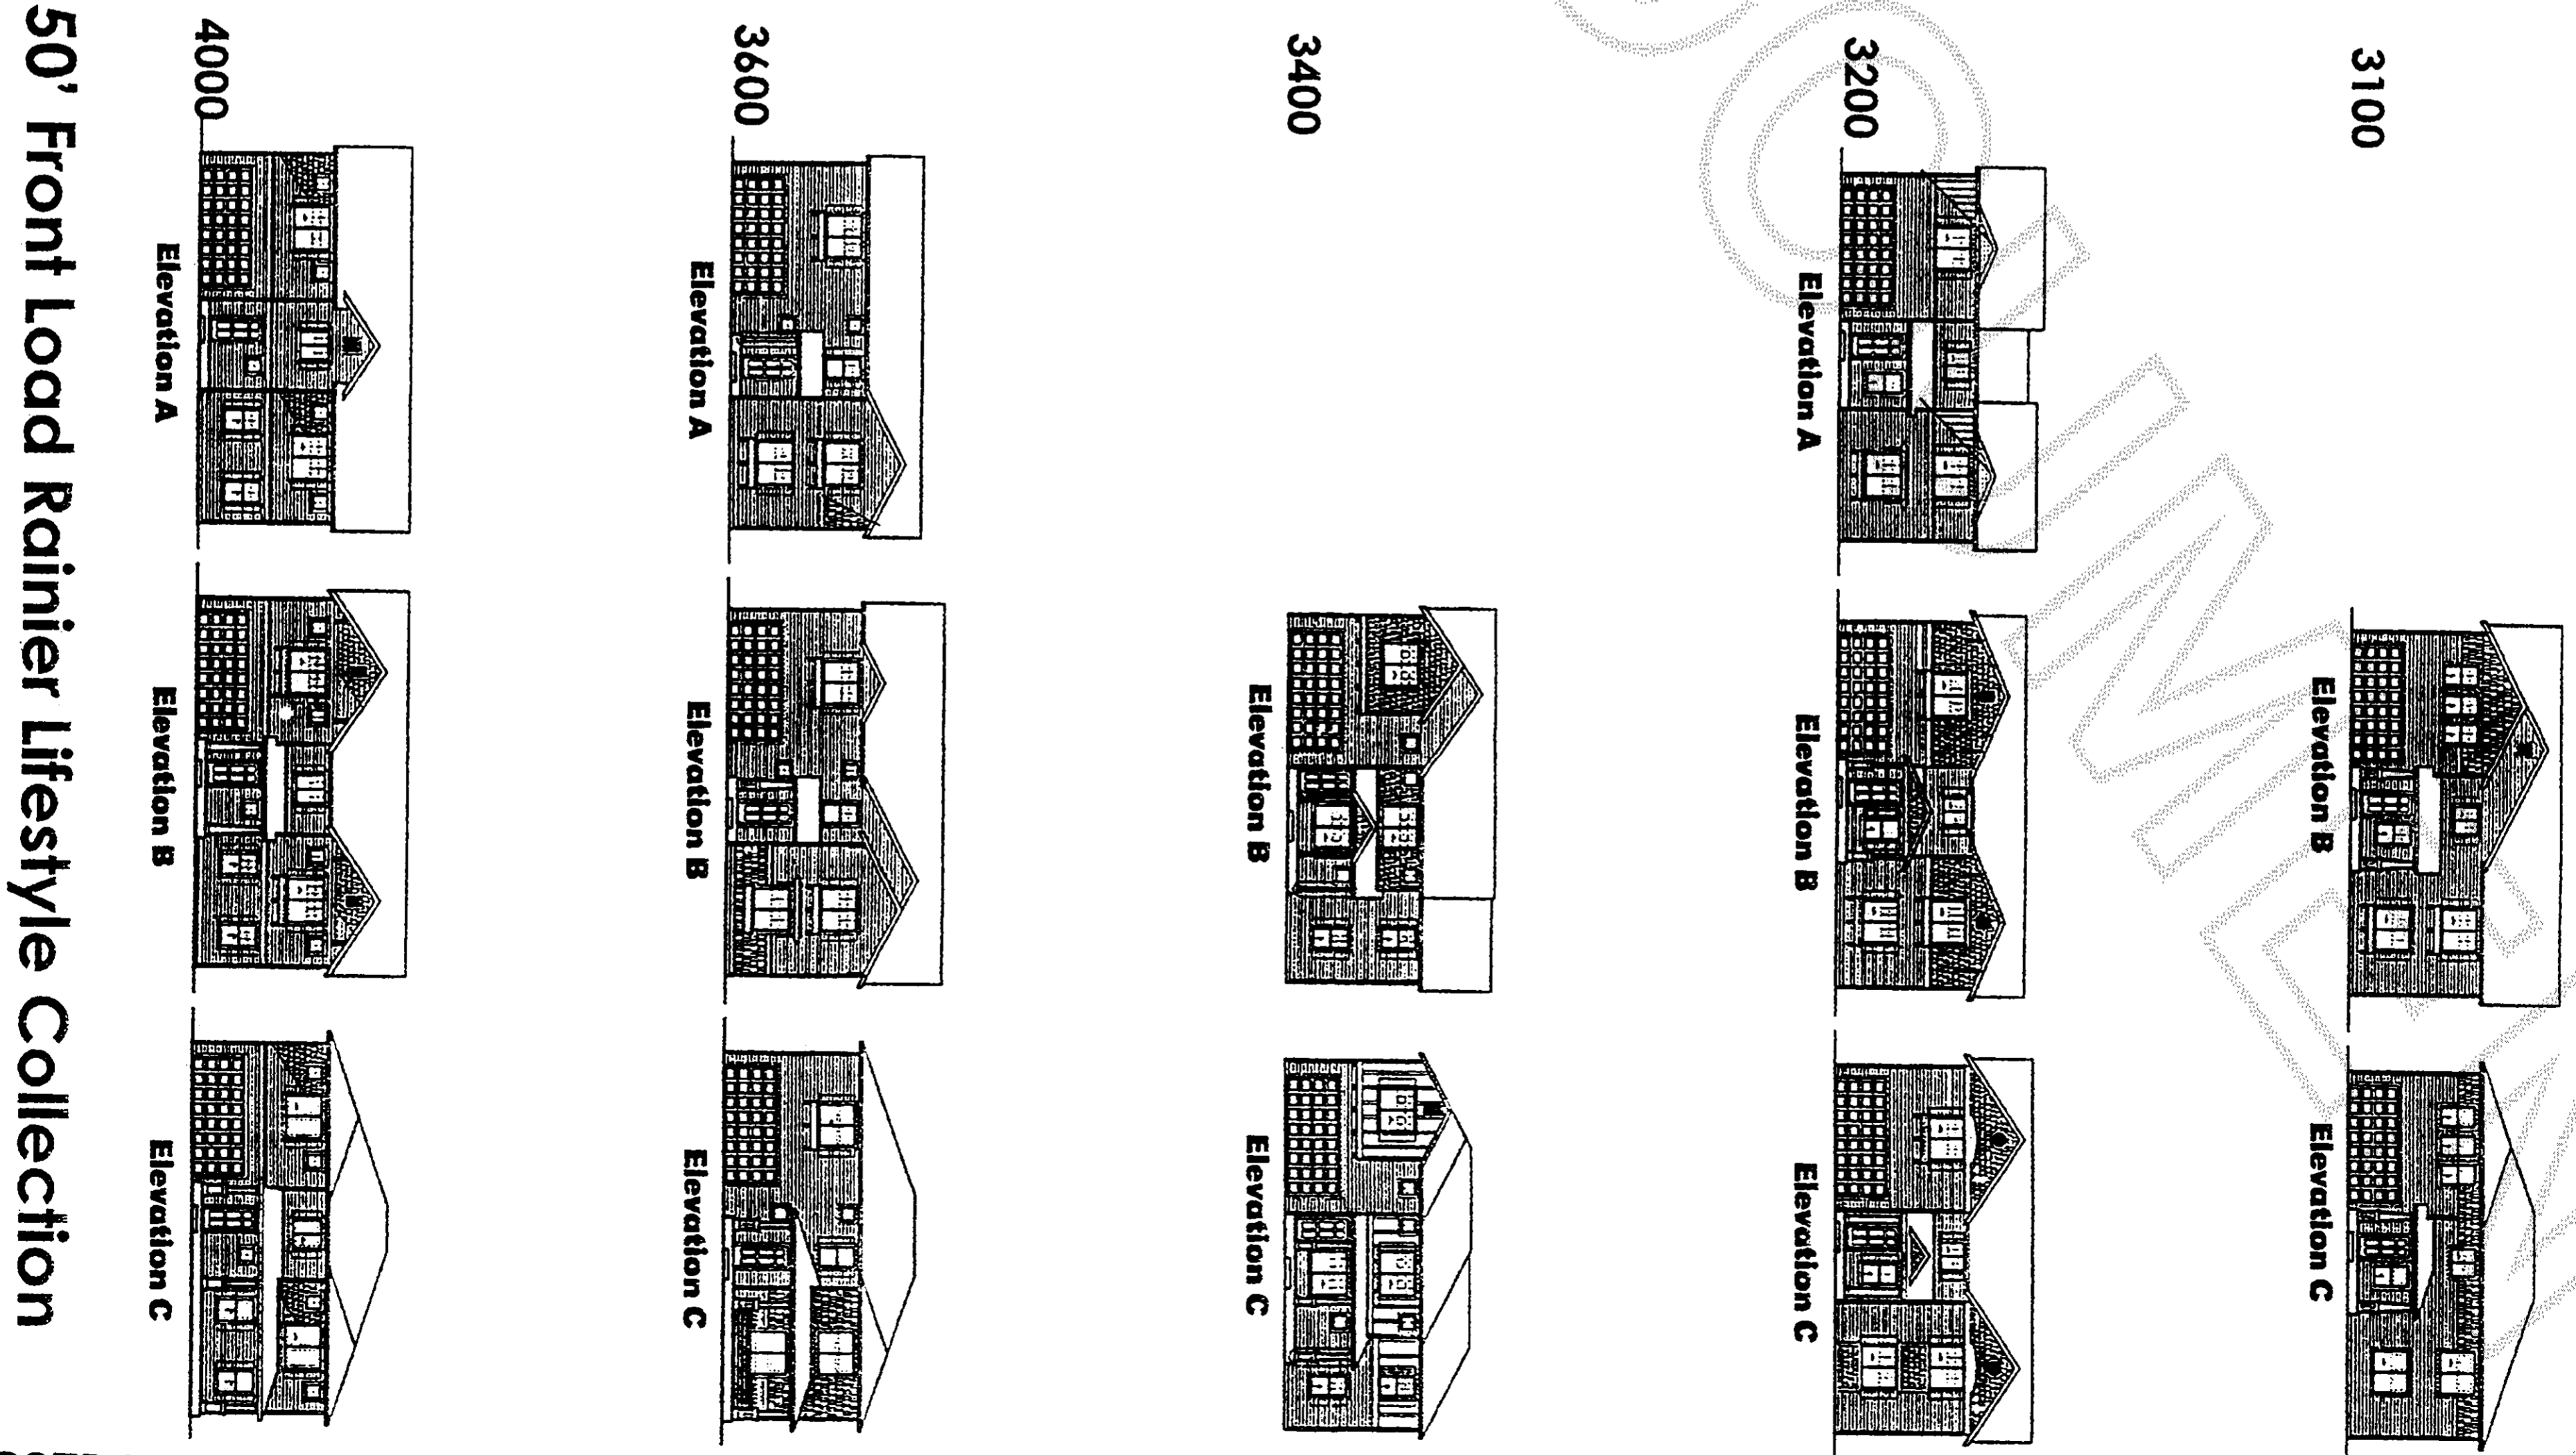 3100
Elevation B
Elevation C
3200
Elevation A
Elevation B
Elevation C
3400
Elevation B
Elevation C
3600
Elevation A
Elevation B
Elevation C
4000
Elevation A
Elevation B
Elevation C
50' Front Load Rainier Lifestyle Collection